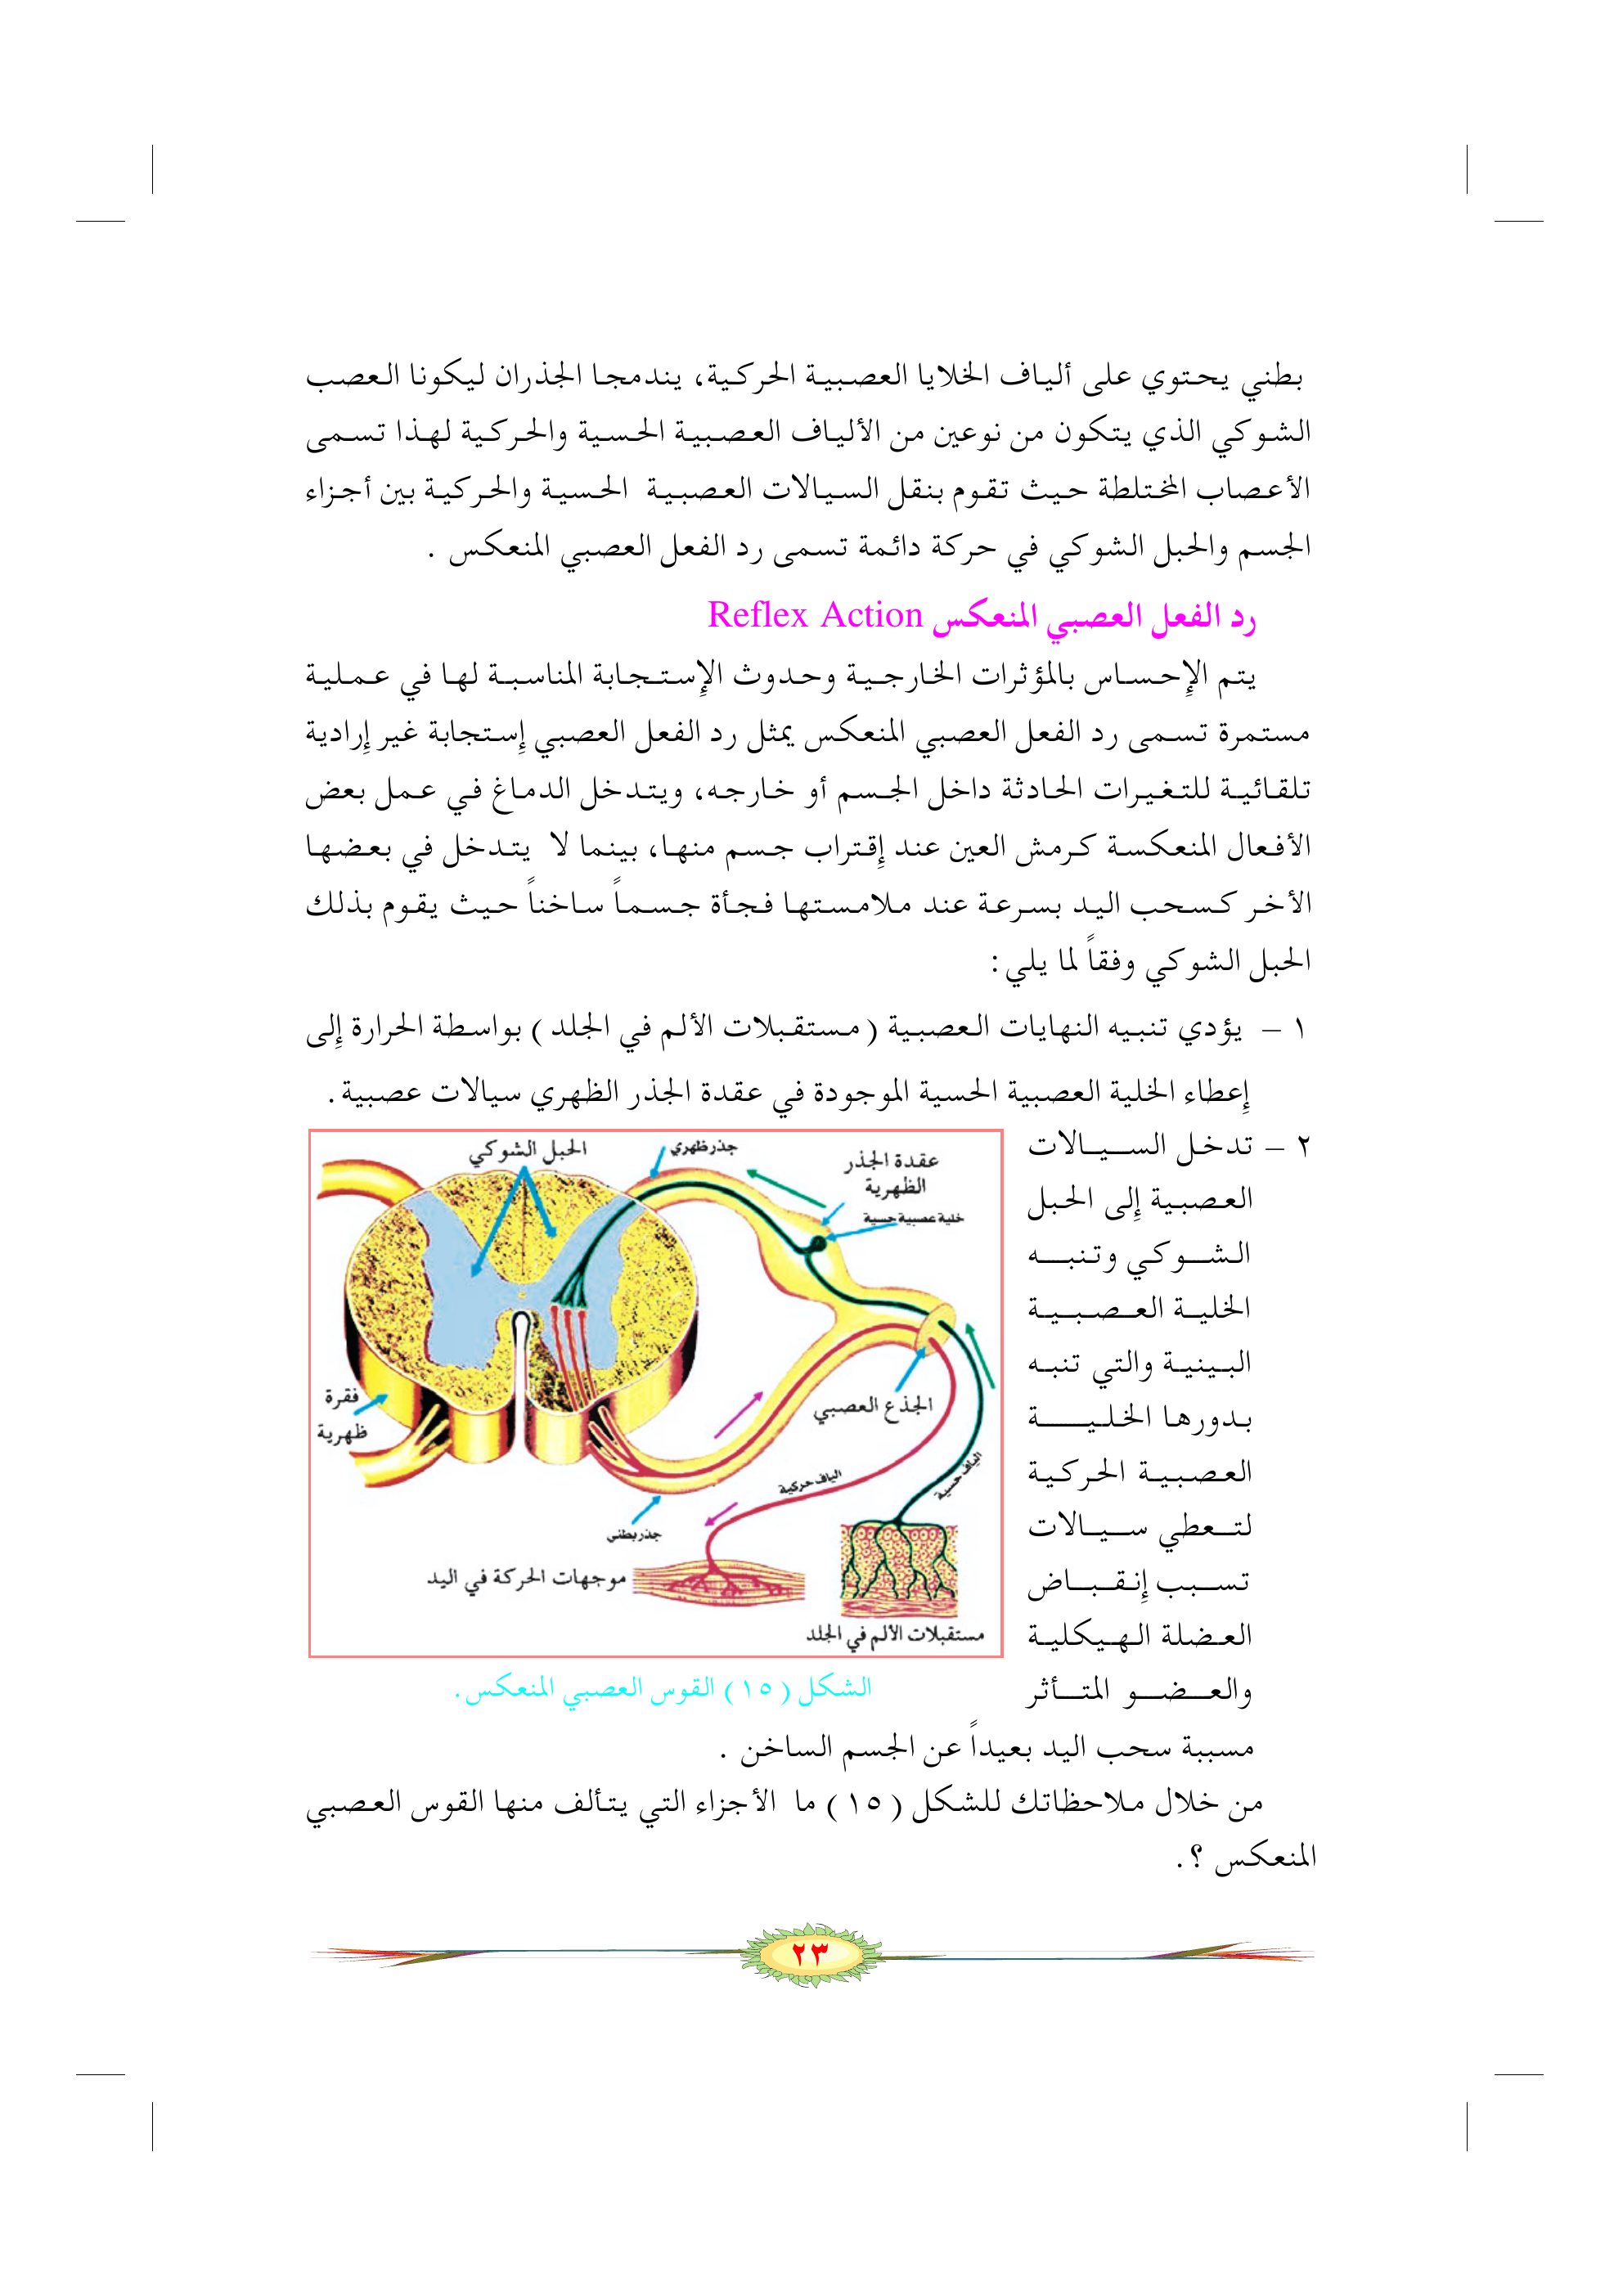 بطني يحتوي على ألياف الخلايا العصبية الحركية، يندمجا الجذران ليكونا العصب
الشوكي الذي يتكون من نوعين من الألياف العصبية الحسية والحركية لهذا تسمى
الأعصاب المختلطة حيث تقوم بنقل السيالات العصبية الحسية والحركية بين أجزاء
الجسم والحبل الشوكي في حركة دائمة تسمى رد الفعل العصبي المنعكس .
رد الفعل العصبي المنعكس Reflex Action
يتم الإحساس بالمؤثرات الخارجية وحدوث الإستجابة المناسبة لها في عملية
مستمرة تسمى رد الفعل العصبي المنعكس يمثل رد الفعل العصبي إستجابة غير إرادية
تلقائية للتغيرات الحادثة داخل الجسم أو خارجه، ويتدخل الدماغ في عمل بعض
الأفعال المنعكسة كرمش العين عند إقتراب جسم منها، بينما لا يتدخل في بعضها
الأخر كسحب اليد بسرعة عند ملامستها فجأة جسماً ساخناً حيث يقوم بذلك
الحبل الشوكي وفقاً لما يلي:
١ – يؤدي تنبيه النهايات العصبية ( مستقبلات الألم في الجلد ) بواسطة الحرارة إلى
إعطاء الخلية العصبية الحسية الموجودة في عقدة الجذر الظهري سيالات عصبية.
٢ – تدخل السيالات
العصبية إلى الحبل
الشوكي وتنبه
الخلية العصبية
البينية والتي تنبه
بدورها الخلية
العصبية الحركية
لتعطي سيالات
تسبب إنقباض
العضلة الهيكلية
والعضو المتأثر
مسببة سحب اليد بعيداً عن الجسم الساخن .
الحبل الشوكي
جذر ظهري
عقدة الجذر
الظهرية
خلية عصبية حسية
فقرة
ظهرية
الجذع العصبي
الياف حركية
الياف حسية
جذر بطني
موجهات الحركة في اليد
مستقبلات الألم في الجلد
الشكل ( ١٥ ) القوس العصبي المنعكس.
من خلال ملاحظاتك للشكل ( ١٥ ) ما الأجزاء التي يتألف منها القوس العصبي
المنعكس ؟.
٢٣